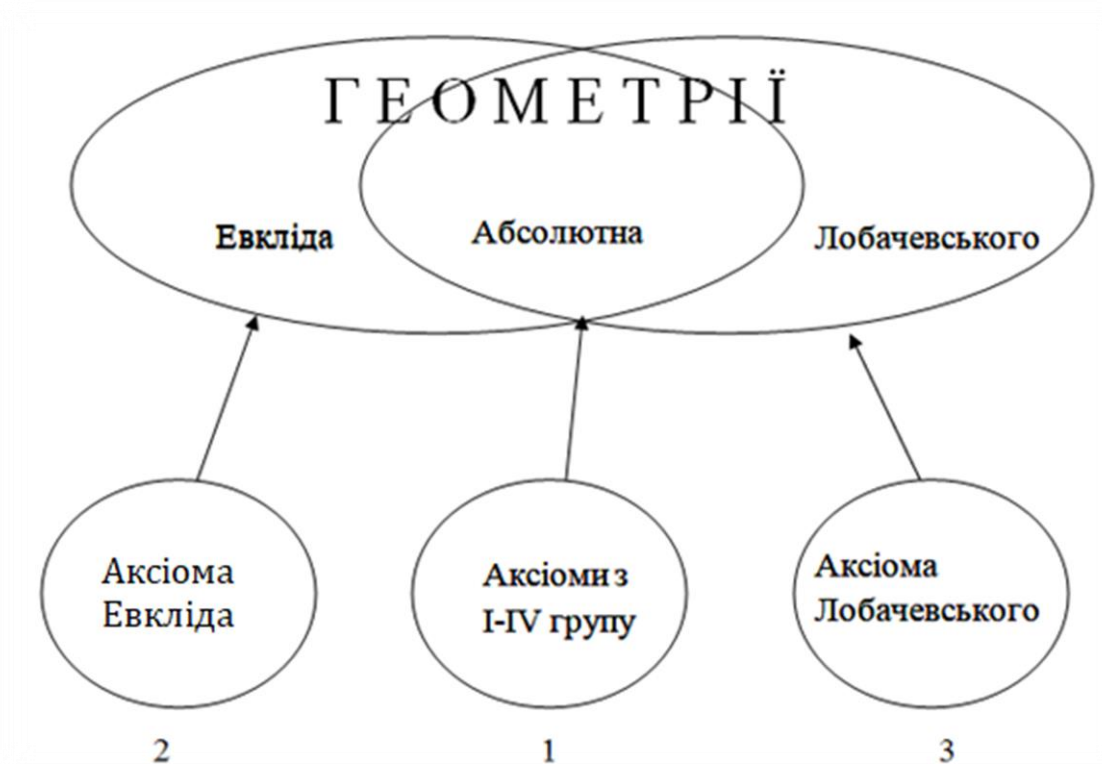 ГЕОМЕТРІЇ
Евкліда
Абсолютна
Лобачевського
Аксіома
Евкліда
Аксіоми з
I-IV групу
Аксіома
Лобачевського
2
1
3